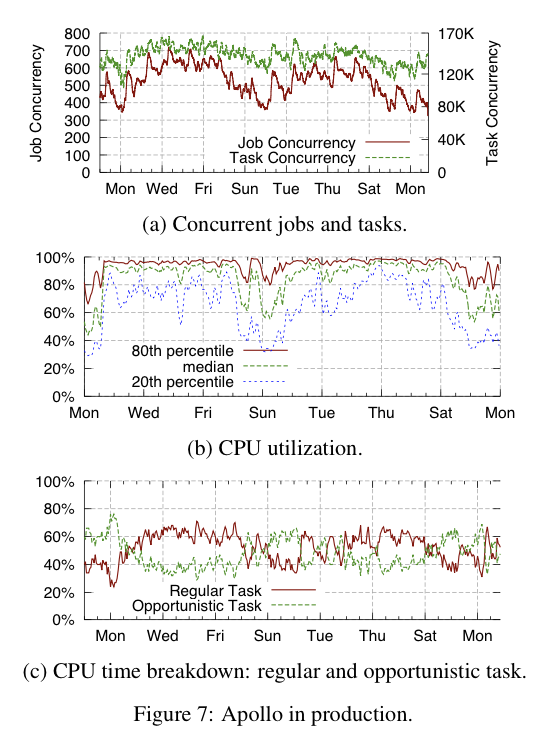 800
700
600
500
400
300
200
100
0
Job Concurrency
170K
120K
80K
40K
0
Task Concurrency
Job Concurrency
Task Concurrency
Mon Wed Fri Sun Tue Thu Sat Mon
(a) Concurrent jobs and tasks.
100%
80%
60%
40%
20%
0%
80th percentile
median
20th percentile
Mon Wed Fri Sun Tue Thu Sat Mon
(b) CPU utilization.
100%
80%
60%
40%
20%
0%
Regular Task
Opportunistic Task
Mon Wed Fri Sun Tue Thu Sat Mon
(c) CPU time breakdown: regular and opportunistic task.
Figure 7: Apollo in production.